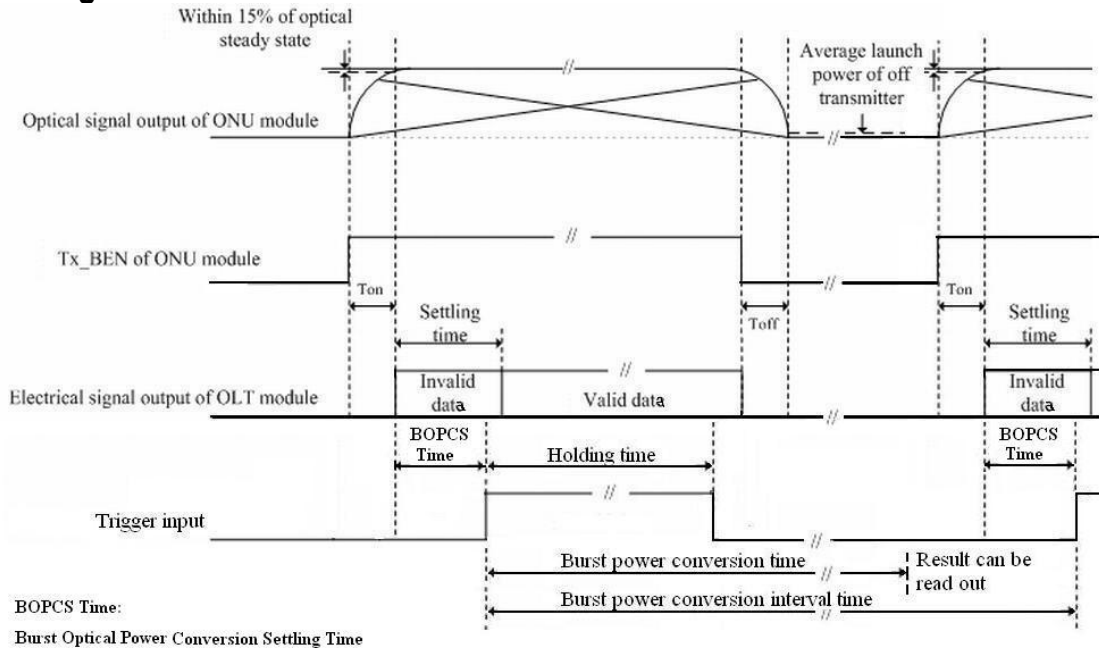 Within 15% of optical
steady state
Average launch
power of off
transmitter
Optical signal output of ONU module
//
//
Tx_BEN of ONU module
//
//
Ton
Toff
Ton
Settling
time
Settling
time
Electrical signal output of OLT module
Invalid
data
//
Valid data
//
Invalid
data
BOPCS
Time
Holding time
BOPCS
Time
Trigger input
//
//
Burst power conversion time
//
Result can be
read out
Burst power conversion interval time
//
BOPCS Time:
Burst Optical Power Conversion Settling Time